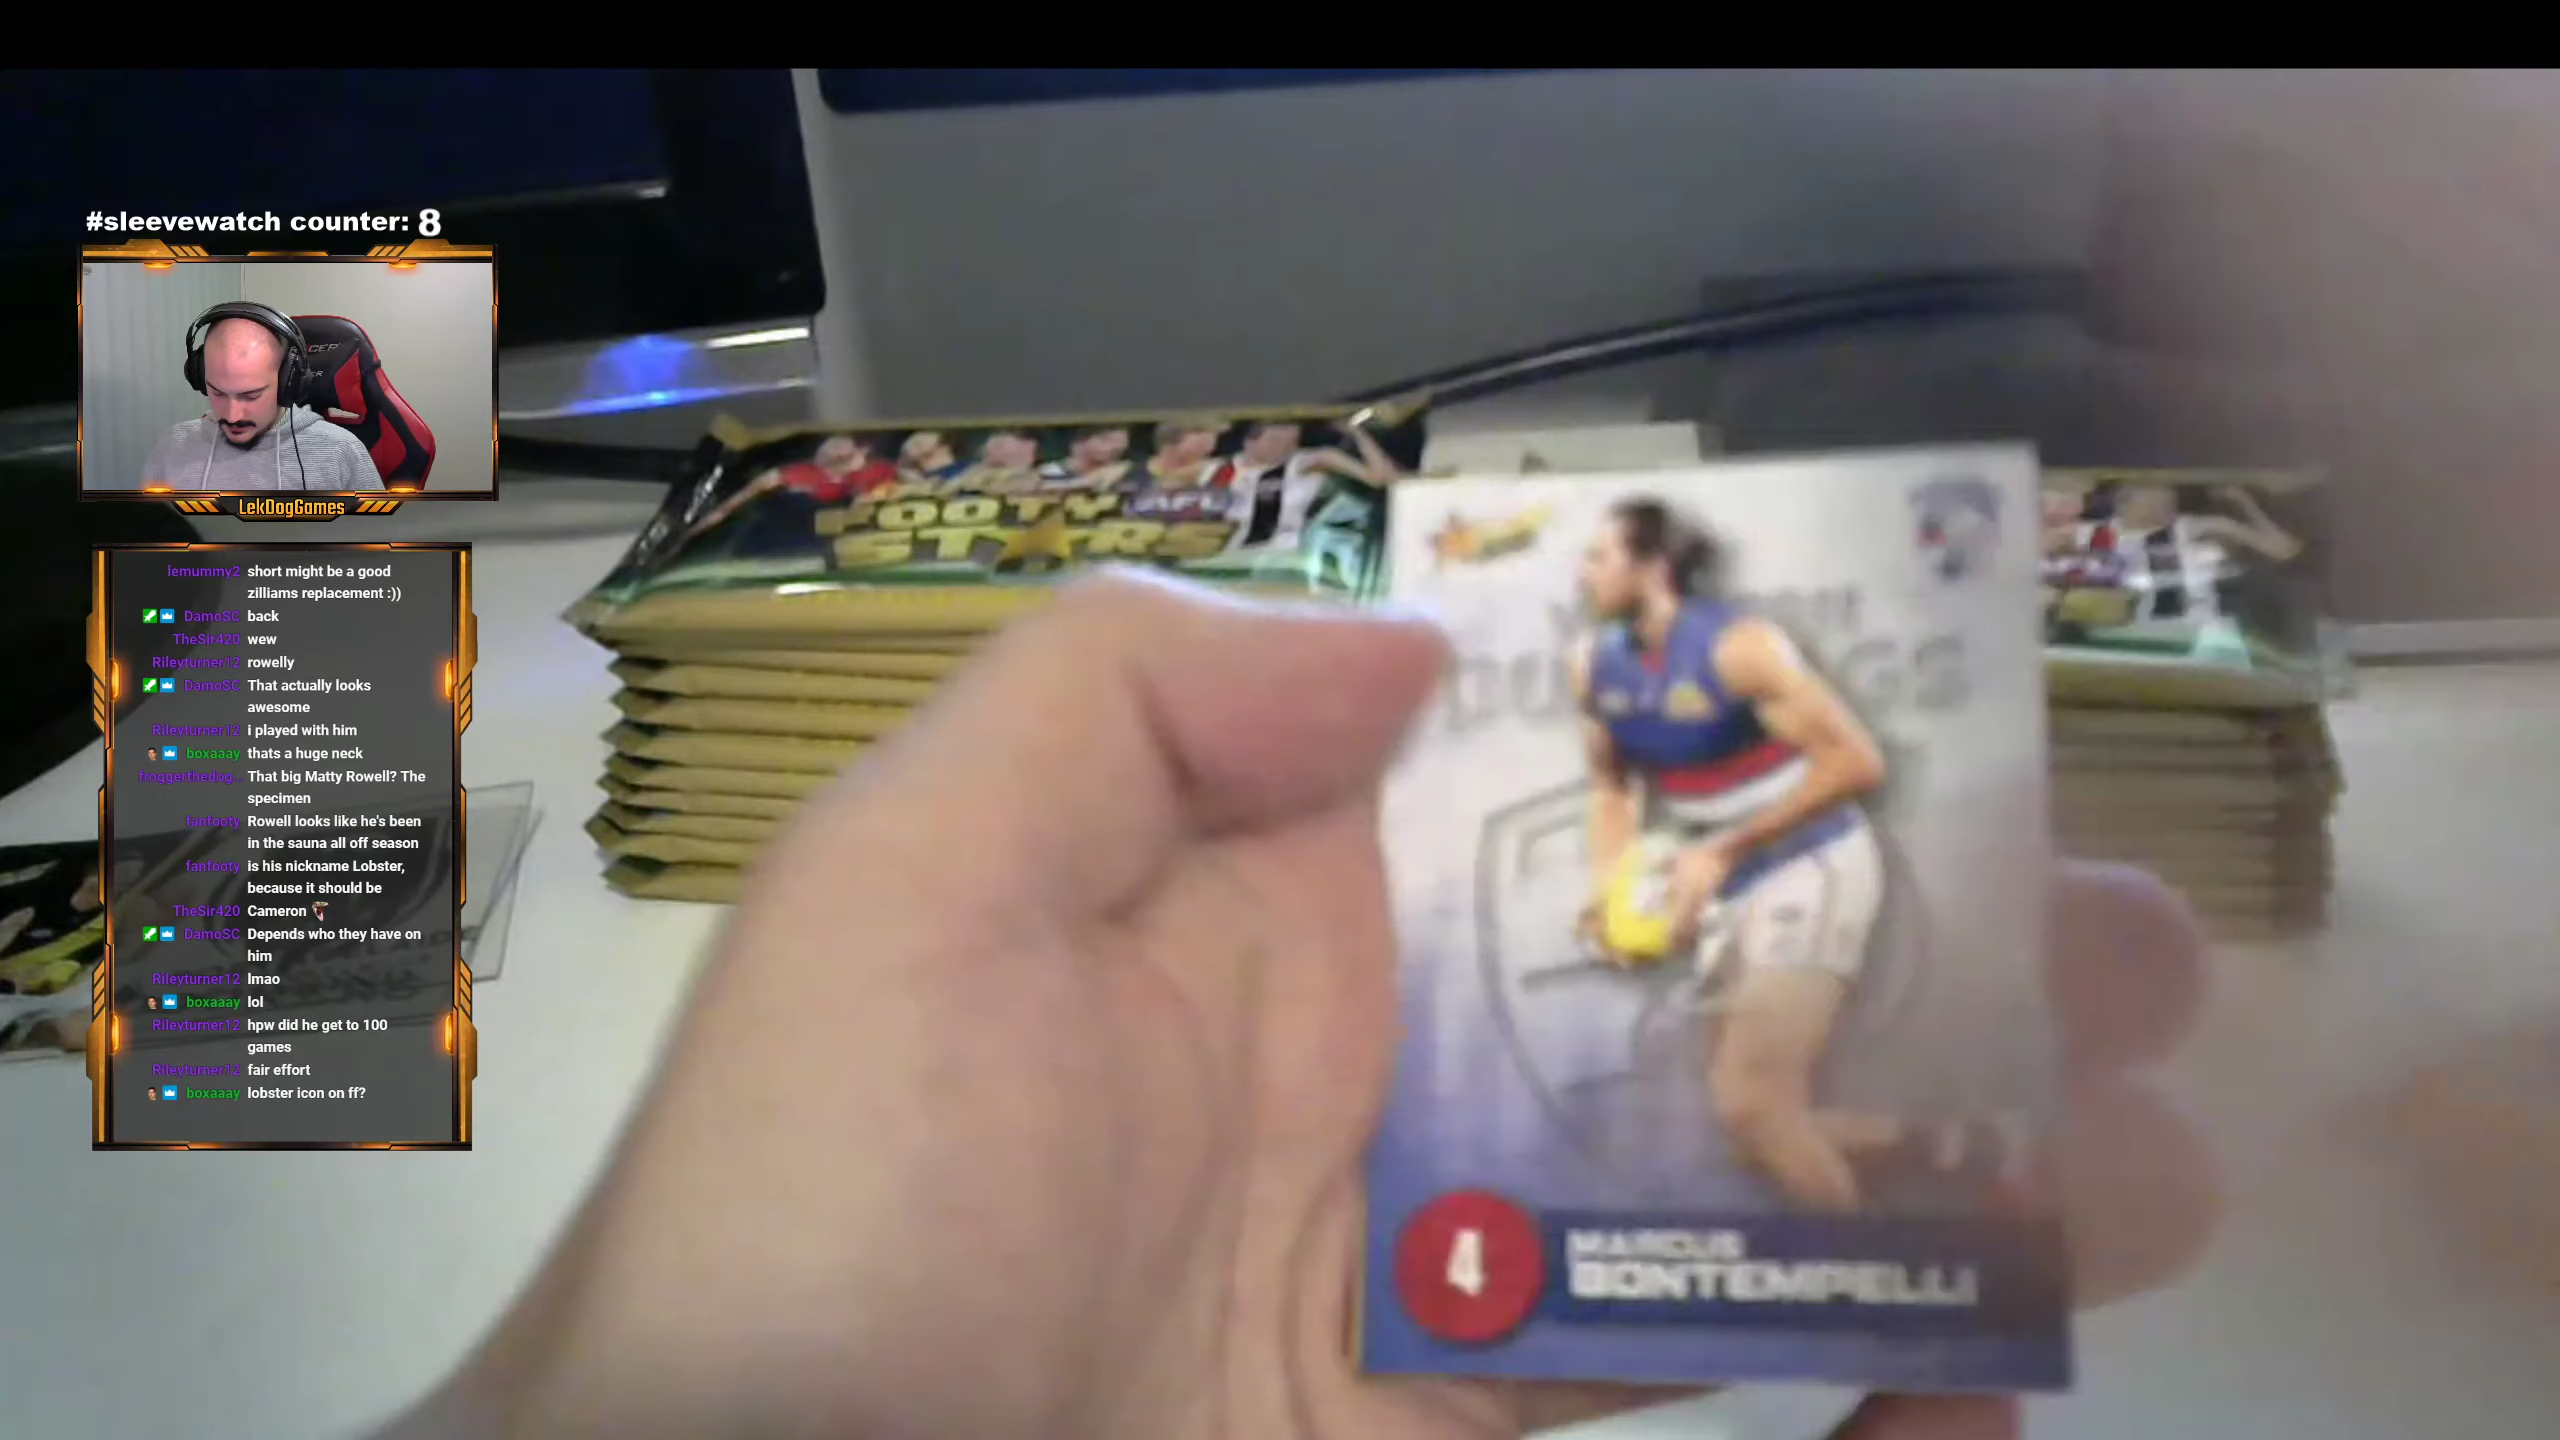 #sleevewatch counter: 8
LekDogGames
lemummy2 short might be a good
zilliams replacement :))
DamoSC back
TheSir420 wew
Rileyturner12 rowelly
DamoSC That actually looks
awesome
Rileyturner12 i played with him
boxaaay thats a huge neck
froggerthedog... That big Matty Rowell? The
specimen
fanfooty Rowell looks like he's been
in the sauna all off season
fanfooty is his nickname Lobster,
because it should be
TheSir420 Cameron
DamoSC Depends who they have on
him
Rileyturner12 lmao
boxaaay lol
Rileyturner12 hpw did he get to 100
games
Rileyturner12 fair effort
boxaaay lobster icon on ff?
FOOTY AFL
STARS
4
MARCUS
BONTEMPELLI